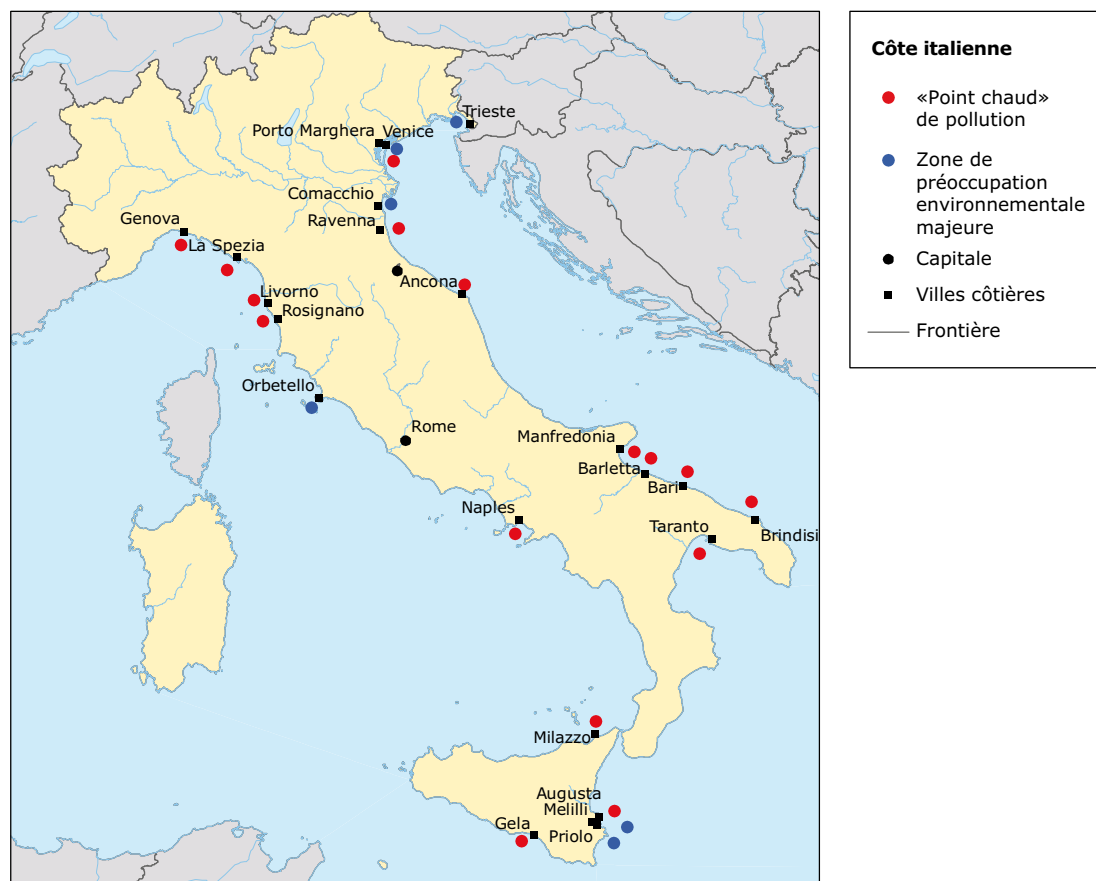 Côte italienne
«Point chaud»
de pollution
Zone de
préoccupation
environnementale
majeure
Capitale
Villes côtières
Frontière
Trieste
Porto Marghera
Venice
Comacchio
Ravenna
Genova
La Spezia
Ancona
Livorno
Rosignano
Orbetello
Rome
Manfredonia
Barletta
Bari
Naples
Taranto
Brindisi
Milazzo
Augusta
Melilli
Gela
Priolo